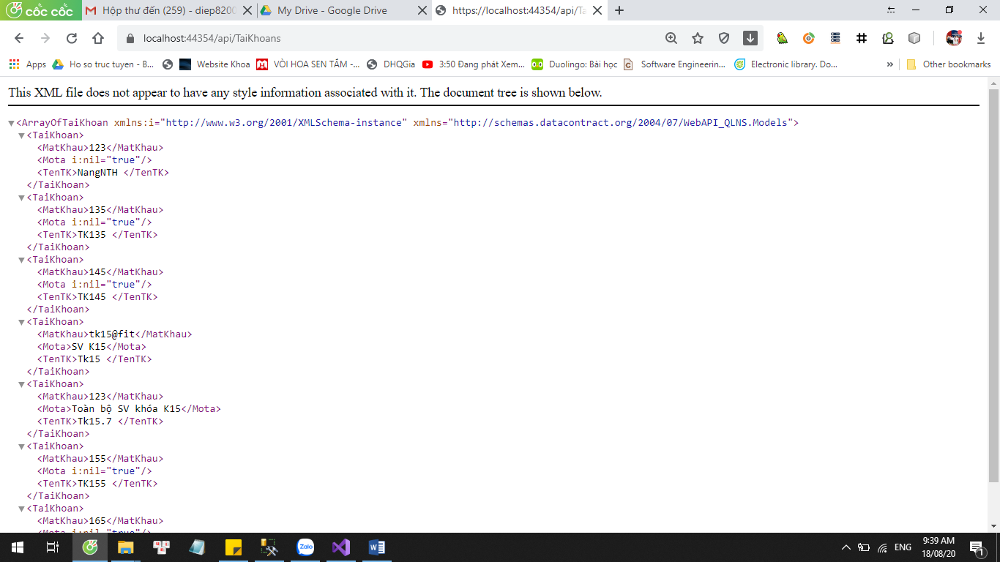 cốc cốc
Hộp thư đến (259) - diep8200
My Drive - Google Drive
https://localhost:44354/api/Ta
localhost:44354/api/TaiKhoans
Apps
Ho so truc tuyen - B...
Website Khoa
VÒI HOA SEN TẮM -...
DHQGia
3:50 Đang phát Xem...
Duolingo: Bài học
Software Engineerin...
Electronic library. Do...
»
Other bookmarks
This XML file does not appear to have any style information associated with it. The document tree is shown below.
▼<ArrayOfTaiKhoan xmlns:i="http://www.w3.org/2001/XMLSchema-instance" xmlns="http://schemas.datacontract.org/2004/07/WebAPI_QLNS.Models">
▼<TaiKhoan>
<MatKhau>123</MatKhau>
<Mota i:nil="true"/>
<TenTK>NangNTH </TenTK>
</TaiKhoan>
▼<TaiKhoan>
<MatKhau>135</MatKhau>
<Mota i:nil="true"/>
<TenTK>TK135 </TenTK>
</TaiKhoan>
▼<TaiKhoan>
<MatKhau>145</MatKhau>
<Mota i:nil="true"/>
<TenTK>TK145 </TenTK>
</TaiKhoan>
▼<TaiKhoan>
<MatKhau>tk15@fit</MatKhau>
<Mota>SV K15</Mota>
<TenTK>Tk15 </TenTK>
</TaiKhoan>
▼<TaiKhoan>
<MatKhau>123</MatKhau>
<Mota>Toàn bộ SV khóa K15</Mota>
<TenTK>Tk15.7 </TenTK>
</TaiKhoan>
▼<TaiKhoan>
<MatKhau>155</MatKhau>
<Mota i:nil="true"/>
<TenTK>TK155 </TenTK>
</TaiKhoan>
▼<TaiKhoan>
<MatKhau>165</MatKhau>
<Mota i:nil="true"/>
Zalo
ENG
9:39 AM
18/08/20
1